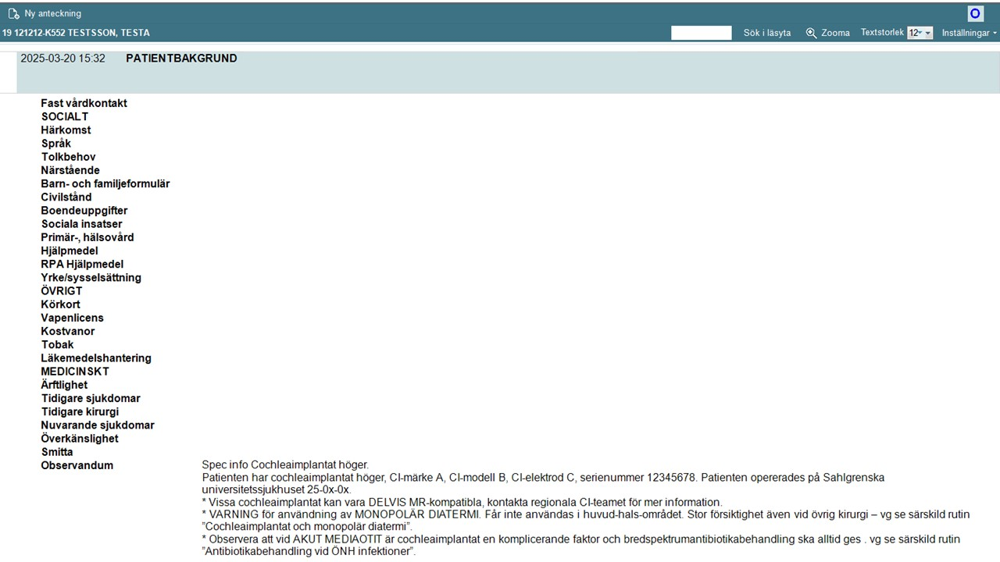 Ny anteckning
O
19 121212-K552 TESTSSON, TESTA
Sök i läsyta Zooma Textstorlek 12 Inställningar
2025-03-20 15:32 PATIENTBAKGRUND
Fast vårdkontakt
SOCIALT
Härkomst
Språk
Tolkbehov
Närstående
Barn- och familjeformulär
Civilstånd
Boendeuppgifter
Sociala insatser
Primär-, hälsovård
Hjälpmedel
RPA Hjälpmedel
Yrke/sysselsättning
ÖVRIGT
Körkort
Vapenlicens
Kostvanor
Tobak
Läkemedelshantering
MEDICINSKT
Ärftlighet
Tidigare sjukdomar
Tidigare kirurgi
Nuvarande sjukdomar
Överkänslighet
Smitta
Observandum Spec info Cochleaimplantat höger.
Patienten har cochleaimplantat höger, CI-märke A, CI-modell B, CI-elektrod C, serienummer 12345678. Patienten opererades på Sahlgrenska
universitetssjukhuset 25-0x-0x.
* Vissa cochleaimplantat kan vara DELVIS MR-kompatibla, kontakta regionala CI-teamet för mer information.
* VARNING för användning av MONOPOLÄR DIATERMI. Får inte användas i huvud-hals-området. Stor försiktighet även vid övrig kirurgi – vg se särskild rutin
”Cochleaimplantat och monopolär diatermi”.
* Observera att vid AKUT MEDIAOTIT är cochleaimplantat en komplicerande faktor och bredspektrumantibiotikabehandling ska alltid ges . vg se särskild rutin
”Antibiotikabehandling vid ÖNH infektioner”.